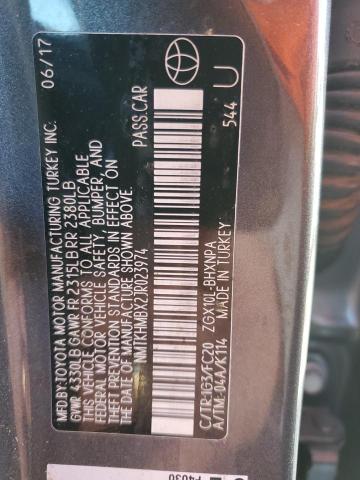 MFD. BY:TOYOTA MOTOR MANUFACTURING TURKEY INC. 06/17
GVWR 4330LB GAWR FR 2315LB RR 2380LB
THIS VEHICLE CONFORMS TO ALL APPLICABLE
FEDERAL MOTOR VEHICLE SAFETY, BUMPER, AND
THEFT PREVENTION STANDARDS IN EFFECT ON
THE DATE OF MANUFACTURE SHOWN ABOVE.
NMTKHMBX2JR023974 PASS.CAR
C/TR:1G3/FC20 ZGX10L-BHXNPA
A/TM:-04A/K114 MADE IN TURKEY 544 U
F4030